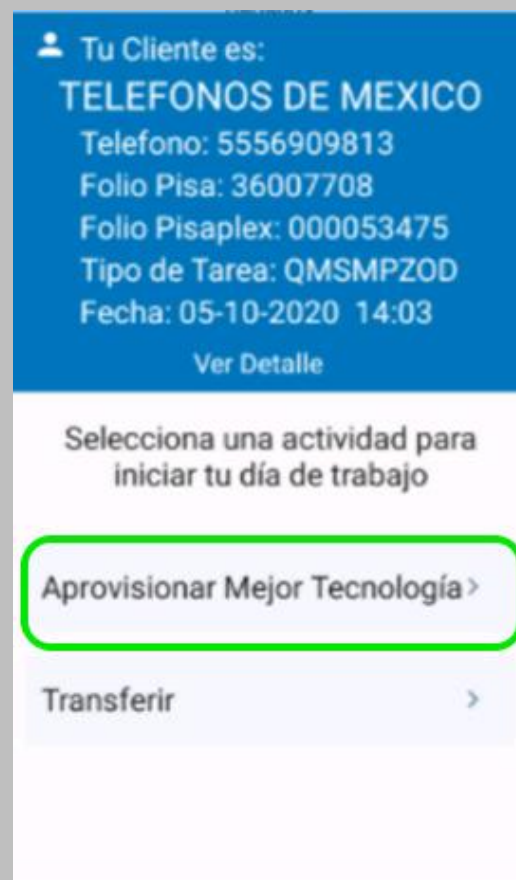 Tu Cliente es:
TELEFONOS DE MEXICO
Telefono: 5556909813
Folio Pisa: 36007708
Folio Pisaplex: 000053475
Tipo de Tarea: QMSMPZOD
Fecha: 05-10-2020 14:03
Ver Detalle
Selecciona una actividad para
iniciar tu día de trabajo
Aprovisionar Mejor Tecnología >
Transferir >